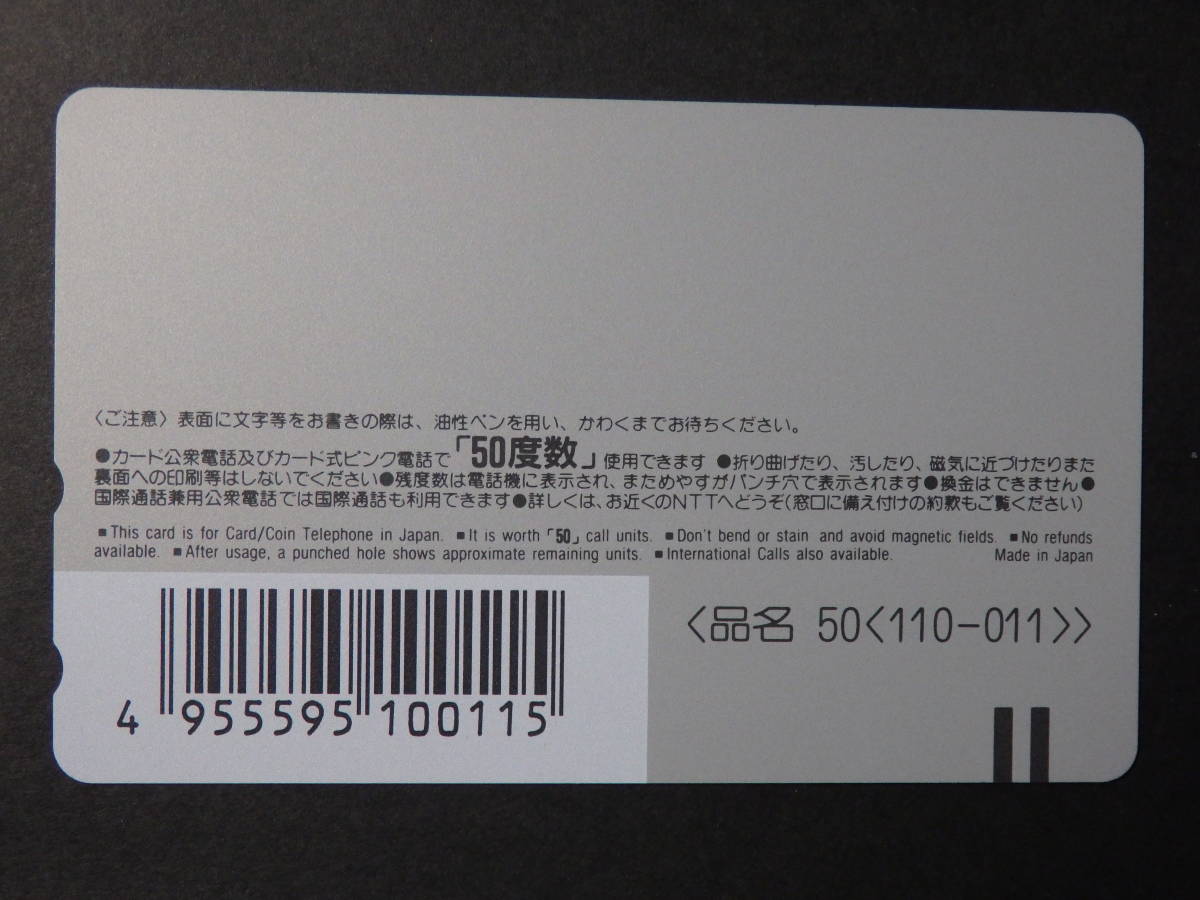 〈ご注意〉表面に文字等をお書きの際は、油性ペンを用い、かわくまでお待ちください。
●カード公衆電話及びカード式ピンク電話で「50度数」使用できます ●折り曲げたり、汚したり、磁気に近づけたりまた
裏面への印刷等はしないでください●残度数は電話機に表示され、まためやすがパンチ穴で表示されます●換金はできません●
国際通話兼用公衆電話では国際通話も利用できます●詳しくは、お近くのNTTへどうぞ(窓口に備え付けの約款もご覧ください)
■This card is for Card/Coin Telephone in Japan. ■It is worth「50」call units. ■Don't bend or stain and avoid magnetic fields. ■No refunds
available. ■After usage, a punched hole shows approximate remaining units. ■International Calls also available. Made in Japan
〈品名 50〈110-011〉〉
4 955595 100115